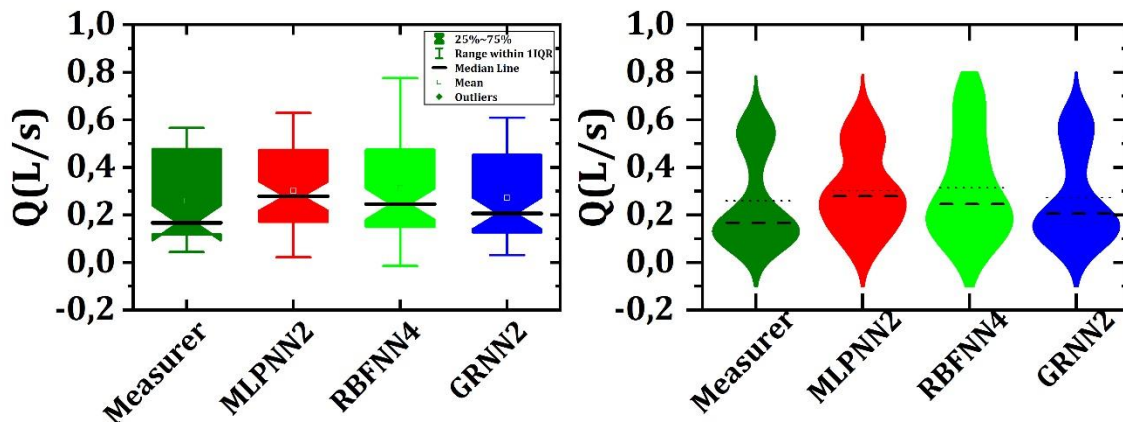 Q(L/s)
1,0
0,8
0,6
0,4
0,2
0,0
-0,2
25%~75%
Range within 1IQR
Median Line
Mean
Outliers
Measurer
MLPNN2
RBFNN4
GRNN2
Q(L/s)
1,0
0,8
0,6
0,4
0,2
0,0
-0,2
Measurer
MLPNN2
RBFNN4
GRNN2